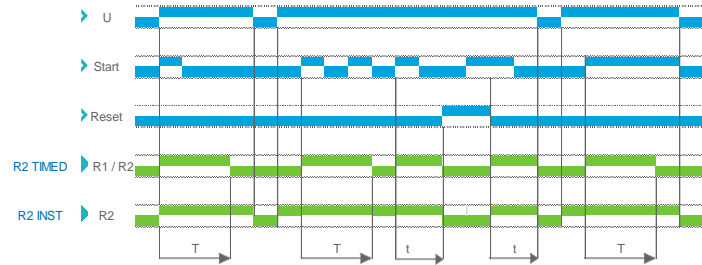 U
Start
Reset
R2 TIMED R1 / R2
R2 INST R2
T T t t T